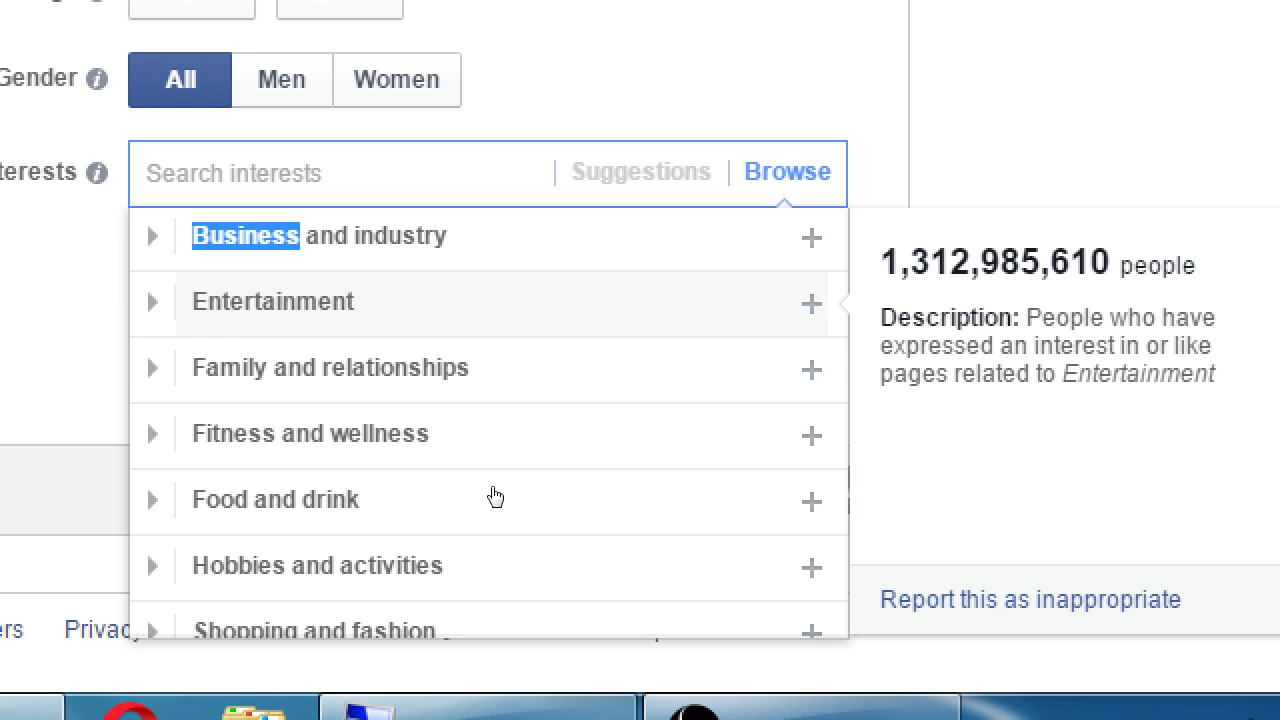 Gender
All
Men
Women
terests
Search interests
Suggestions
Browse
Business and industry
Entertainment
Family and relationships
Fitness and wellness
Food and drink
Hobbies and activities
Shopping and fashion
1,312,985,610 people
Description: People who have
expressed an interest in or like
pages related to Entertainment
Report this as inappropriate
ers
Privac